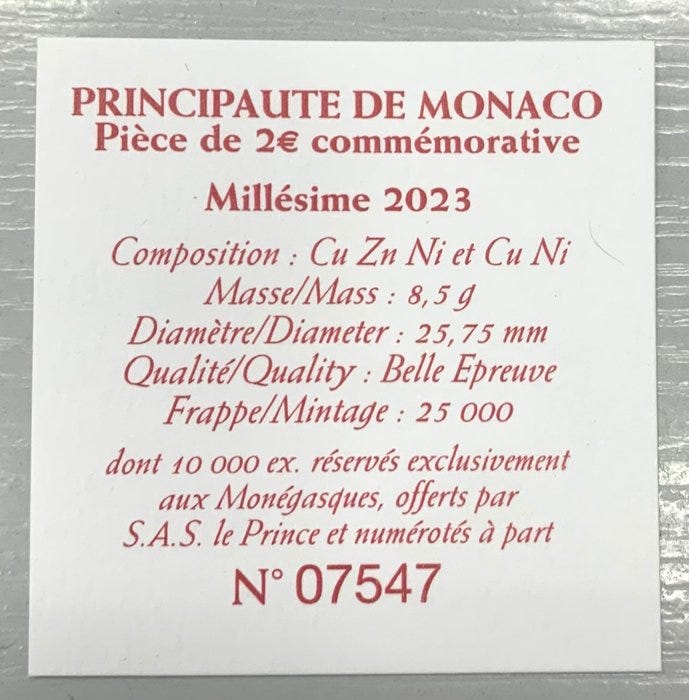 PRINCIPAUTE DE MONACO
Pièce de 2€ commémorative
Millésime 2023
Composition : Cu Zn Ni et Cu Ni
Masse/Mass : 8,5 g
Diamètre/Diameter : 25,75 mm
Qualité/Quality : Belle Epreuve
Frappe/Mintage : 25 000
dont 10 000 ex. réservés exclusivement
aux Monégasques, offerts par
S.A.S. le Prince et numérotés à part
N° 07547